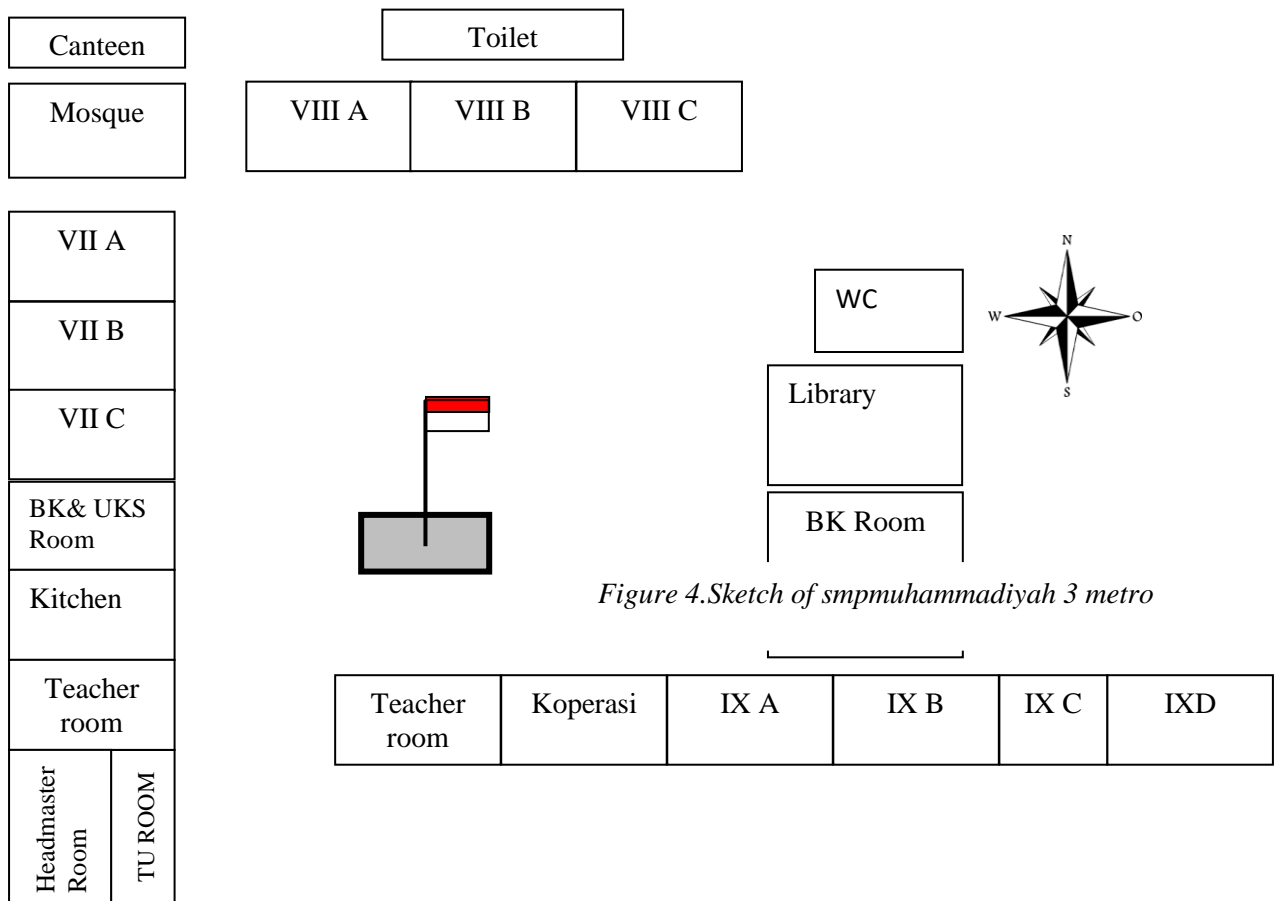 Canteen
Toilet
Mosque
VIII A
VIII B
VIII C
VII A
VII B
VII C
BK& UKS
Room
Kitchen
Teacher
room
Headmaster
Room
TU ROOM
N
W
O
S
WC
Library
BK Room
Figure 4.Sketch of smpmuhammadiyah 3 metro
Teacher
room
Koperasi
IX A
IX B
IX C
IXD